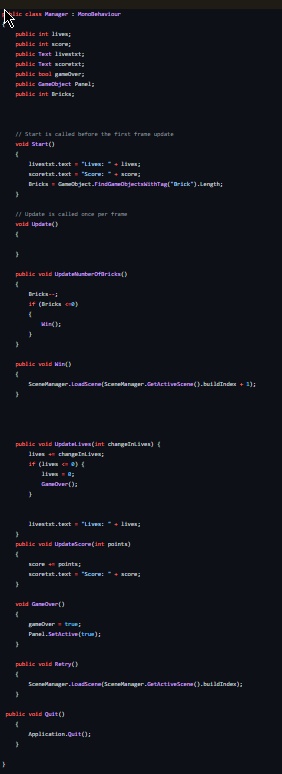 public class Manager : MonoBehaviour
public int lives;
public int score;
public Text livestxt;
public Text scoretxt;
public bool gameOver;
public GameObject Panel;
public int Bricks;
// Start is called before the first frame update
void Start()
{
livestxt.text = "Lives: " + lives;
scoretxt.text = "Score: " + score;
Bricks = GameObject.FindGameObjectsWithTag("Brick").Length;
}
// Update is called once per frame
void Update()
{
}
public void UpdateNumberOfBricks()
{
Bricks--;
if (Bricks <=0)
{
Win();
}
}
public void Win()
{
SceneManager.LoadScene(SceneManager.GetActiveScene().buildIndex + 1);
}
public void UpdateLives(int changeInLives) {
lives += changeInLives;
if (lives <= 0) {
lives = 0;
GameOver();
}
livestxt.text = "Lives: " + lives;
}
public void UpdateScore(int points)
{
score += points;
scoretxt.text = "Score: " + score;
}
void GameOver()
{
gameOver = true;
Panel.SetActive(true);
}
public void Retry()
{
SceneManager.LoadScene(SceneManager.GetActiveScene().buildIndex);
}
public void Quit()
{
Application.Quit();
}
}